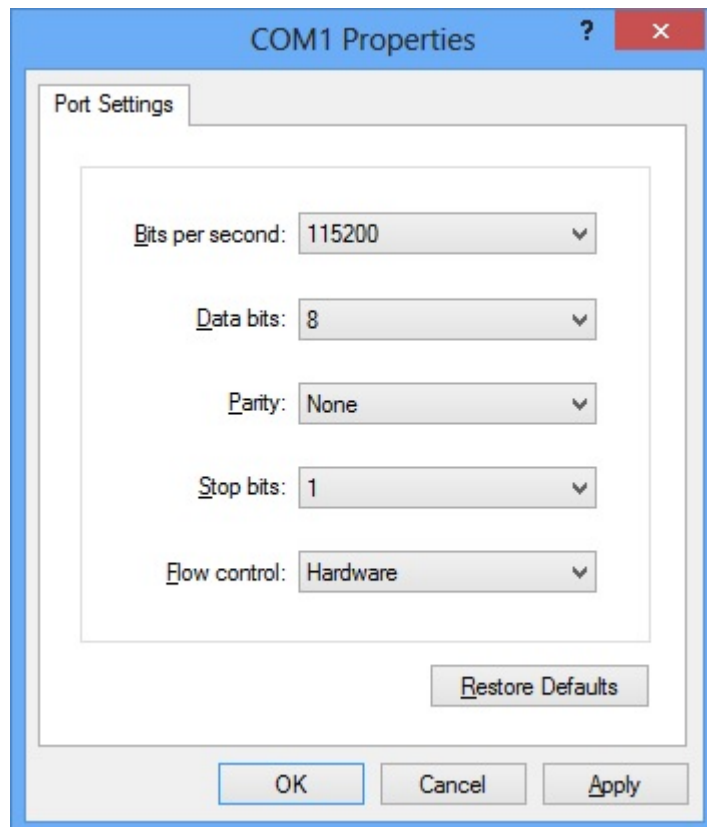 COM1 Properties ?
Port Settings
Bits per second: 115200
Data bits: 8
Parity: None
Stop bits: 1
Flow control: Hardware
Restore Defaults
OK Cancel Apply